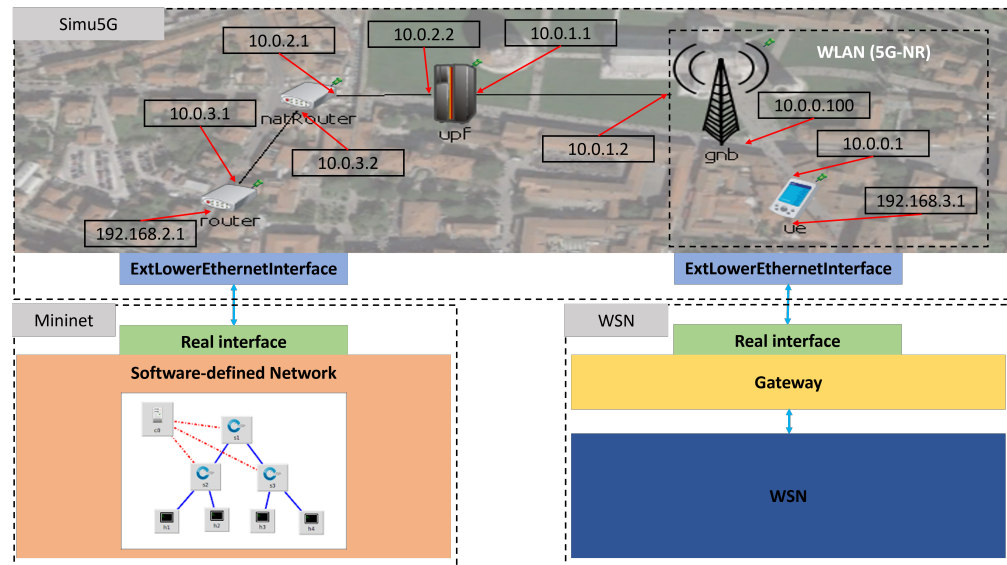 Simu5G
10.0.2.1
10.0.2.2
10.0.1.1
WLAN (5G-NR)
10.0.3.1
natRouter
upf
10.0.0.100
10.0.3.2
10.0.1.2
gnb
10.0.0.1
router
192.168.3.1
192.168.2.1
ue
ExtLowerEthernetInterface
ExtLowerEthernetInterface
Mininet
WSN
Real interface
Real interface
Software-defined Network
Gateway
c0
s1
s2
s3
h1
h2
h3
h4
WSN